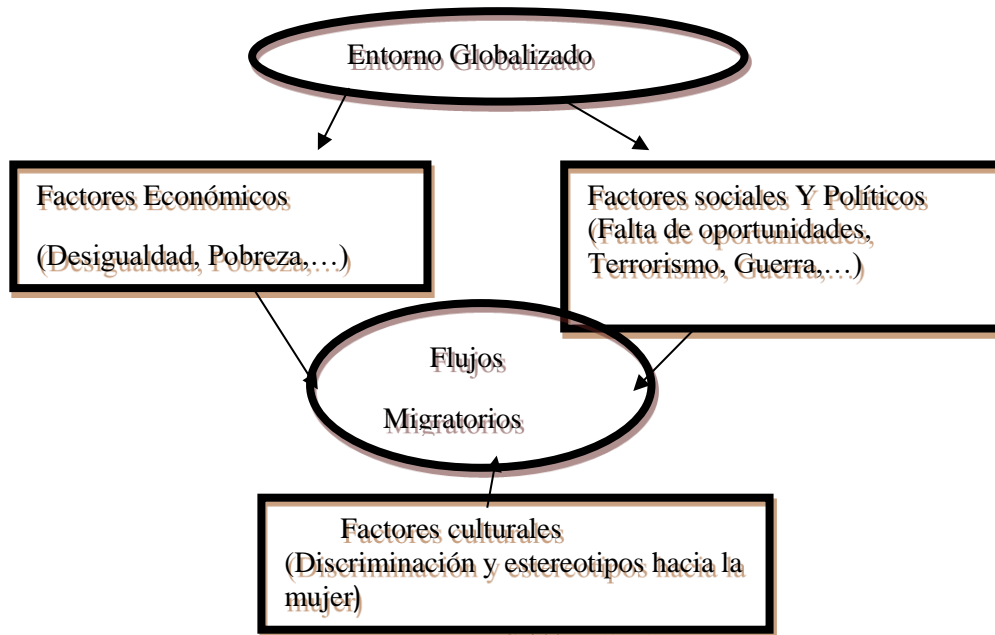 Entorno Globalizado
Factores Económicos
(Desigualdad, Pobreza,…)
Factores sociales Y Políticos
(Falta de oportunidades,
Terrorismo, Guerra,…)
Flujos
Migratorios
Factores culturales
(Discriminación y estereotipos hacia la
mujer)